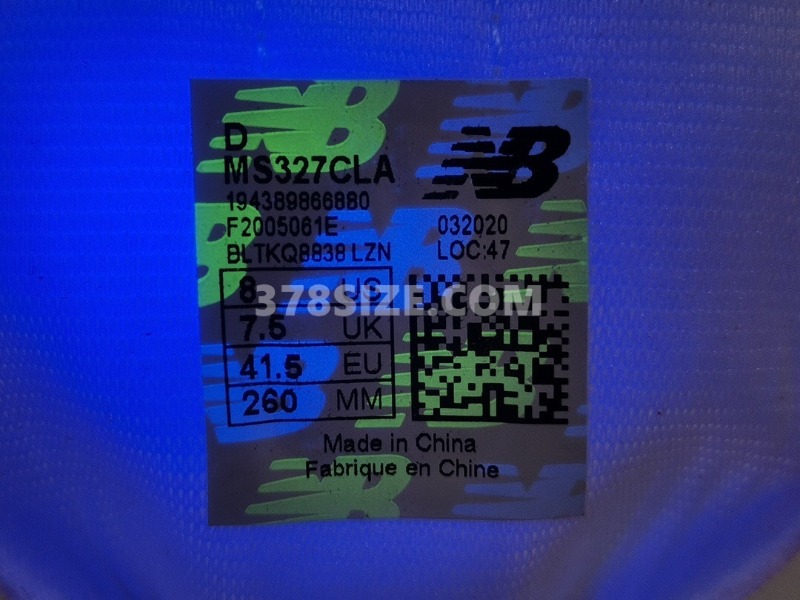 D
MS327CLA
194389866880
F2005061E 032020
BLTKQ8838 LZN LOC:47
8 US
378SIZE.COM
7.5 UK
41.5 EU
260 MM
Made in China
Fabrique en Chine
NB